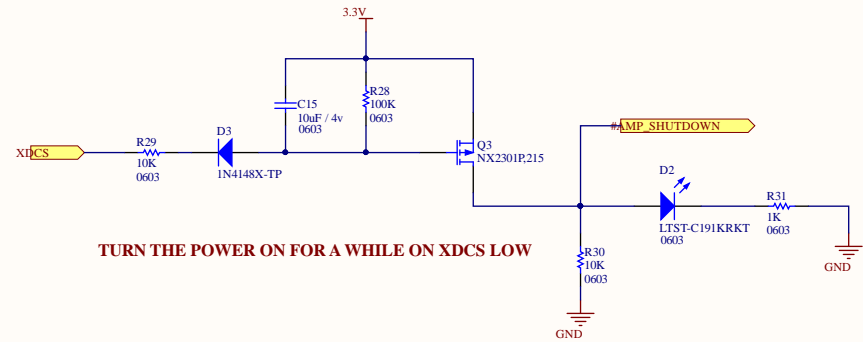 3.3V
C15
10uF / 4v
0603
R28
100K
0603
R29
10K
0603
D3
1N4148X-TP
XDCS
Q3
NX2301P,215
#AMP_SHUTDOWN
D2
LTST-C191KRKT
0603
R31
1K
0603
GND
TURN THE POWER ON FOR A WHILE ON XDCS LOW
R30
10K
0603
GND